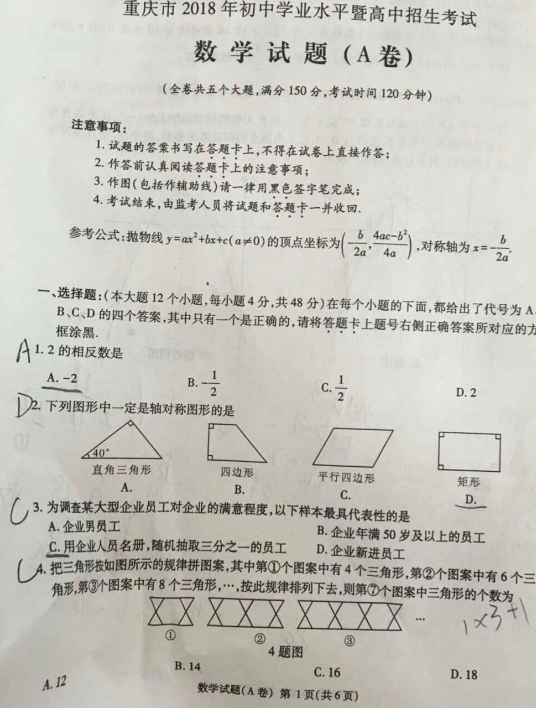 重庆市 2018 年初中学业水平暨高中招生考试
数 学 试 题 (A 卷)
(全卷共五个大题,满分 150 分,考试时间 120 分钟)
注意事项:
1. 试题的答案书写在答题卡上,不得在试卷上直接作答;
2. 作答前认真阅读答题卡上的注意事项;
3. 作图(包括作辅助线)请一律用黑色签字笔完成;
4. 考试结束,由监考人员将试题和答题卡一并收回.
参考公式:抛物线 y=ax²+bx+c(a≠0)的顶点坐标为(-b/2a, 4ac-b²/4a),对称轴为 x=-b/2a.
一、选择题:(本大题 12 个小题,每小题 4 分,共 48 分)在每个小题的下面,都给出了代号为 A
B、C、D 的四个答案,其中只有一个是正确的,请将答题卡上题号右侧正确答案所对应的方
框涂黑.
A 1. 2 的相反数是
A. -2 B. -1/2 C. 1/2 D. 2
D 2. 下列图形中一定是轴对称图形的是
40°
直角三角形 四边形 平行四边形 矩形
A. B. C. D.
C 3. 为调查某大型企业员工对企业的满意程度,以下样本最具代表性的是
A. 企业男员工 B. 企业年满 50 岁及以上的员工
C. 用企业人员名册,随机抽取三分之一的员工 D. 企业新进员工
C 4. 把三角形按如图所示的规律拼图案,其中第①个图案中有 4 个三角形,第②个图案中有 6 个三
角形,第③个图案中有 8 个三角形,…,按此规律排列下去,则第⑦个图案中三角形的个数为
1×3+1
…
① ② ③
4 题图
A. 12 B. 14 C. 16 D. 18
数学试题(A 卷) 第 1 页(共 6 页)